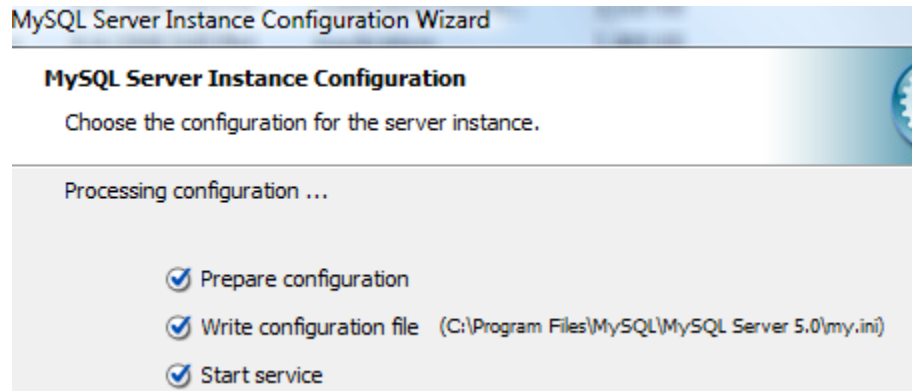 MySQL Server Instance Configuration Wizard
MySQL Server Instance Configuration
Choose the configuration for the server instance.
Processing configuration ...
Prepare configuration
Write configuration file (C:\Program Files\MySQL\MySQL Server 5.0\my.ini)
Start service